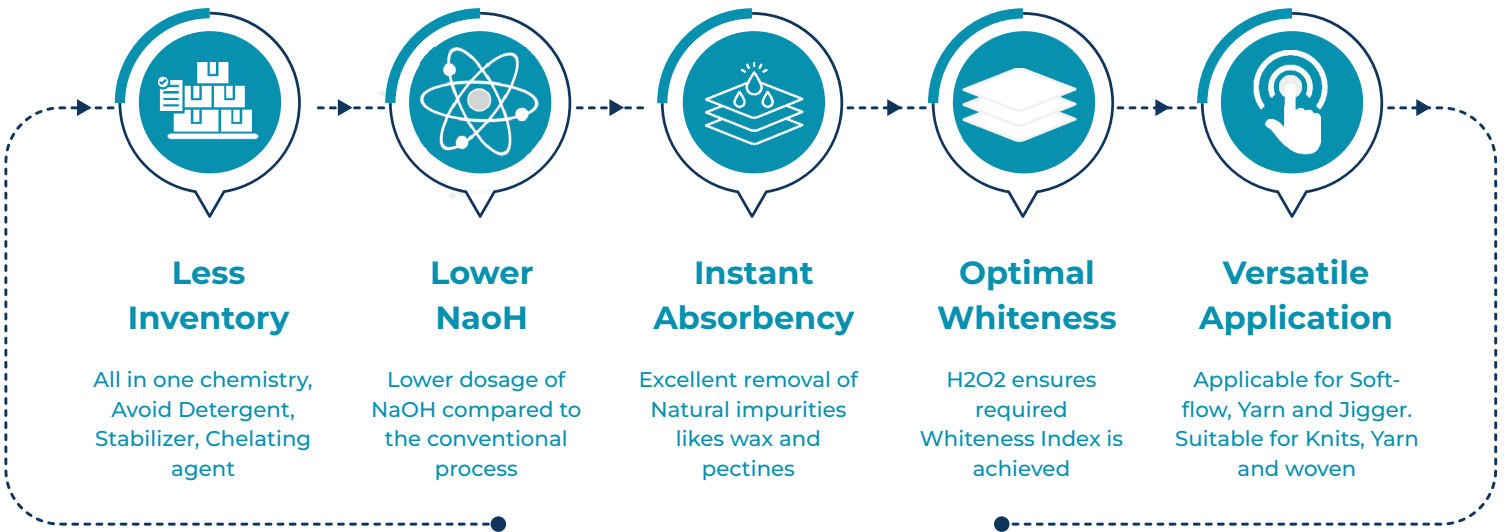 Less
Inventory
All in one chemistry,
Avoid Detergent,
Stabilizer, Chelating
agent
Lower
NaoH
Lower dosage of
NaOH compared to
the conventional
process
Instant
Absorbency
Excellent removal of
Natural impurities
likes wax and
pectines
Optimal
Whiteness
H2O2 ensures
required
Whiteness Index is
achieved
Versatile
Application
Applicable for Soft-
flow, Yarn and Jigger.
Suitable for Knits, Yarn
and woven